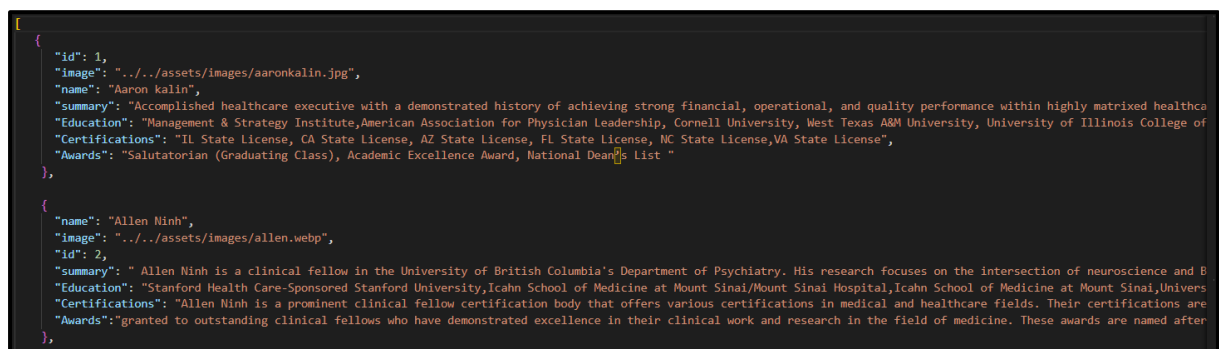 [
{
"id": 1,
"image": "../../assets/images/aaronkalin.jpg",
"name": "Aaron kalin",
"summary": "Accomplished healthcare executive with a demonstrated history of achieving strong financial, operational, and quality performance within highly matrixed healthca
"Education": "Management & Strategy Institute,American Association for Physician Leadership, Cornell University, West Texas A&M University, University of Illinois College of
"Certifications": "IL State License, CA State License, AZ State License, FL State License, NC State License,VA State License",
"Awards": "Salutatorian (Graduating Class), Academic Excellence Award, National Dean’s List "
},
{
"name": "Allen Ninh",
"image": "../../assets/images/allen.webp",
"id": 2,
"summary": " Allen Ninh is a clinical fellow in the University of British Columbia's Department of Psychiatry. His research focuses on the intersection of neuroscience and B
"Education": "Stanford Health Care-Sponsored Stanford University,Icahn School of Medicine at Mount Sinai/Mount Sinai Hospital,Icahn School of Medicine at Mount Sinai,Univers
"Certifications": "Allen Ninh is a prominent clinical fellow certification body that offers various certifications in medical and healthcare fields. Their certifications are
"Awards":"granted to outstanding clinical fellows who have demonstrated excellence in their clinical work and research in the field of medicine. These awards are named after
},